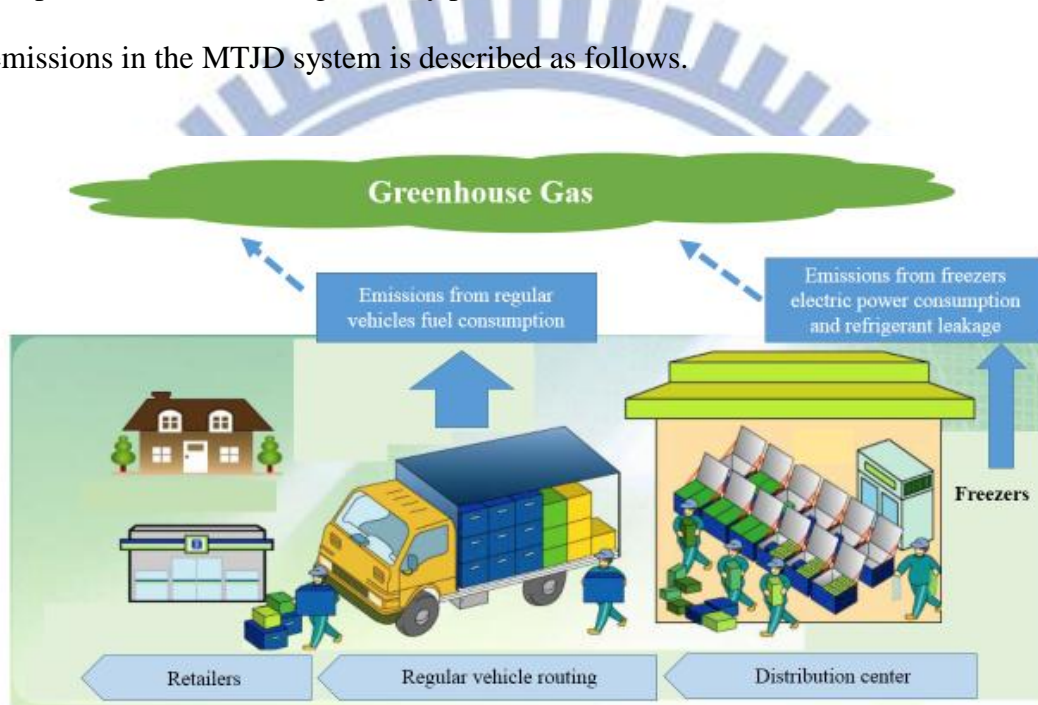 emissions in the MTJD system is described as follows.
Greenhouse Gas
Emissions from regular
vehicles fuel consumption
Emissions from freezers
electric power consumption
and refrigerant leakage
Freezers
Retailers
Regular vehicle routing
Distribution center